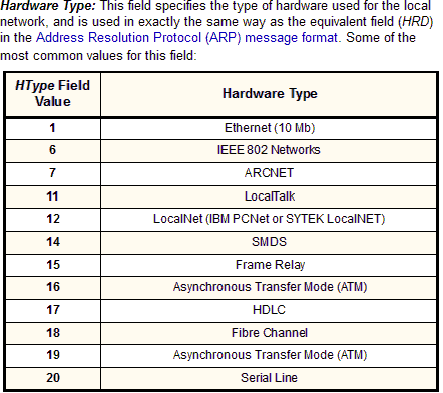 Hardware Type: This field specifies the type of hardware used for the local
network, and is used in exactly the same way as the equivalent field (HRD)
in the Address Resolution Protocol (ARP) message format. Some of the
most common values for this field:
HType Field Value Hardware Type
1 Ethernet (10 Mb)
6 IEEE 802 Networks
7 ARCNET
11 LocalTalk
12 LocalNet (IBM PCNet or SYTEK LocalNET)
14 SMDS
15 Frame Relay
16 Asynchronous Transfer Mode (ATM)
17 HDLC
18 Fibre Channel
19 Asynchronous Transfer Mode (ATM)
20 Serial Line